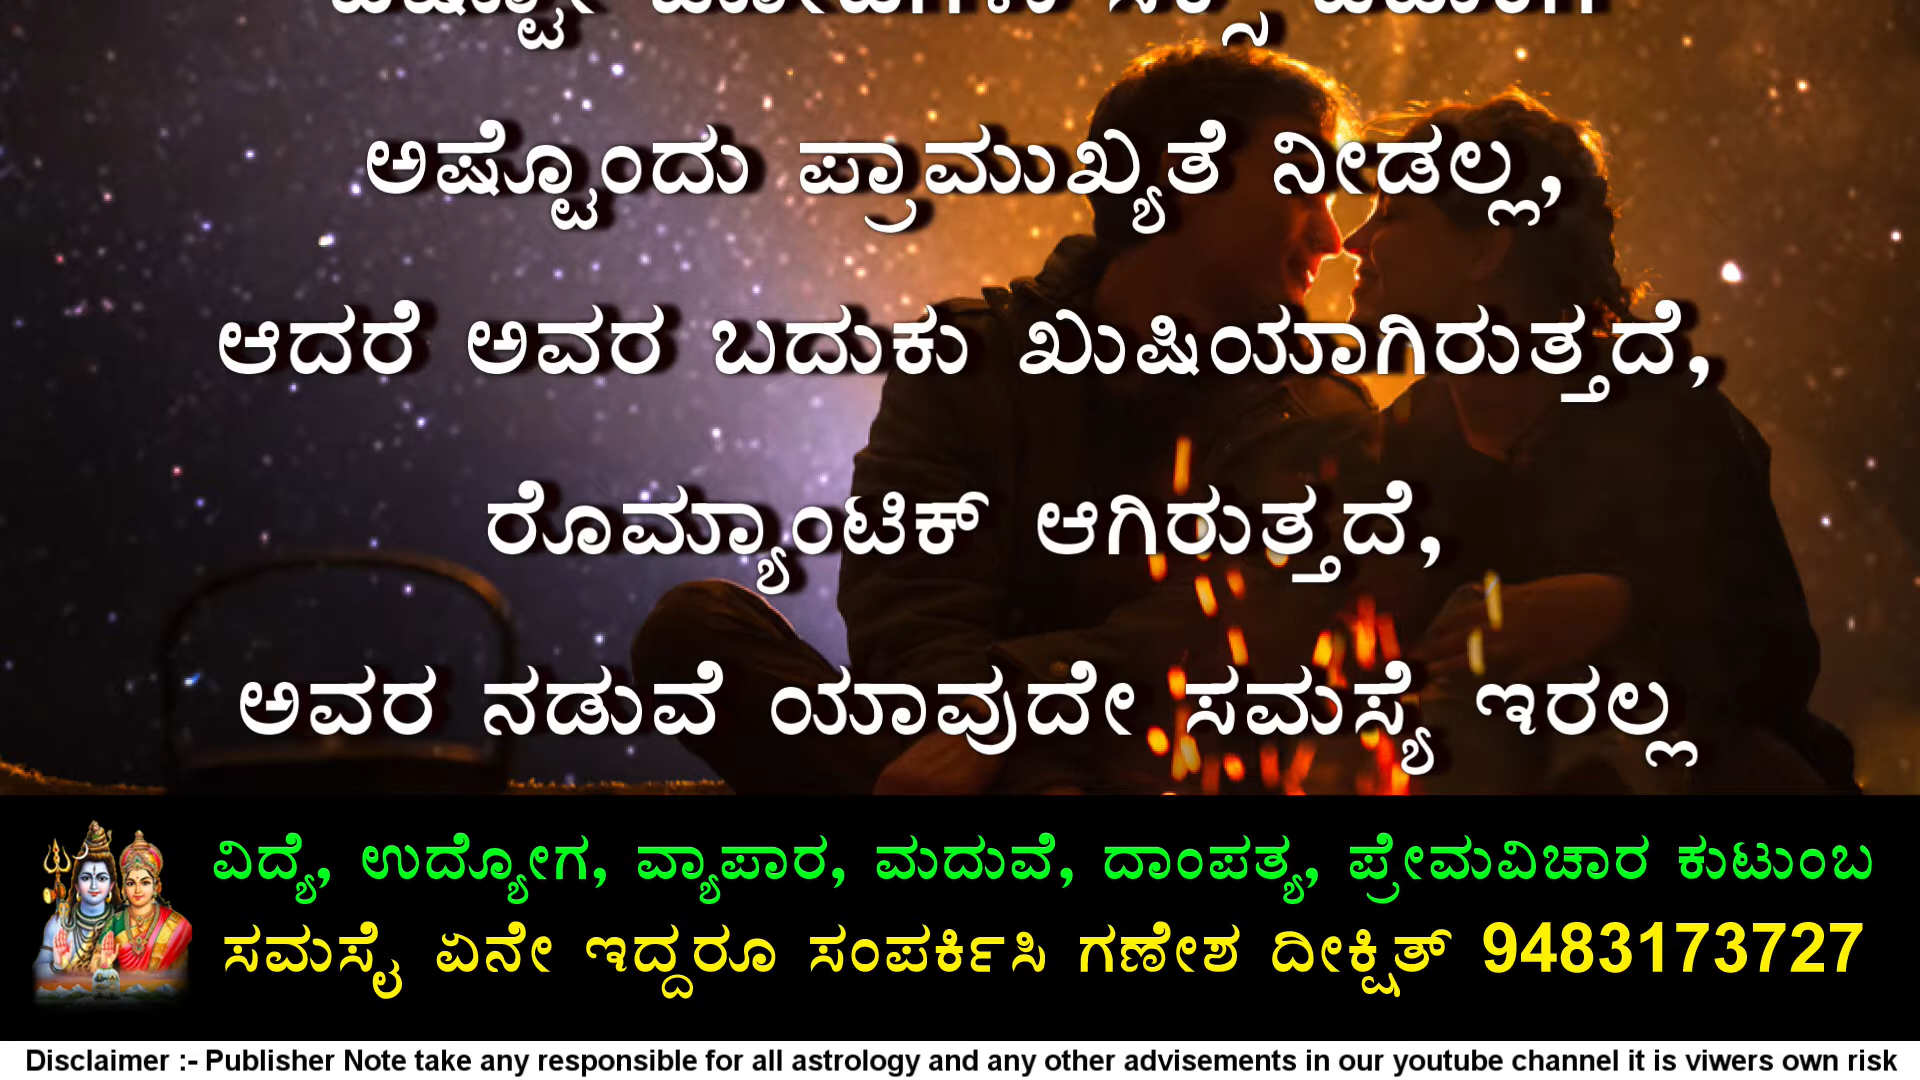 ಅಷ್ಟೊಂದು ಪ್ರಾಮುಖ್ಯತೆ ನೀಡಲ್ಲ,
ಆದರೆ ಅವರ ಬದುಕು ಖುಷಿಯಾಗಿರುತ್ತದೆ,
ರೊಮ್ಯಾಂಟಿಕ್ ಆಗಿರುತ್ತದೆ,
ಅವರ ನಡುವೆ ಯಾವುದೇ ಸಮಸ್ಯೆ ಇರಲ್ಲ
ವಿದ್ಯೆ, ಉದ್ಯೋಗ, ವ್ಯಾಪಾರ, ಮದುವೆ, ದಾಂಪತ್ಯ, ಪ್ರೇಮವಿಚಾರ ಕುಟುಂಬ
ಸಮಸ್ಯೆ ಏನೇ ಇದ್ದರೂ ಸಂಪರ್ಕಿಸಿ ಗಣೇಶ ದೀಕ್ಷಿತ್ 9483173727
Disclaimer :- Publisher Note take any responsible for all astrology and any other advisements in our youtube channel it is viwers own risk